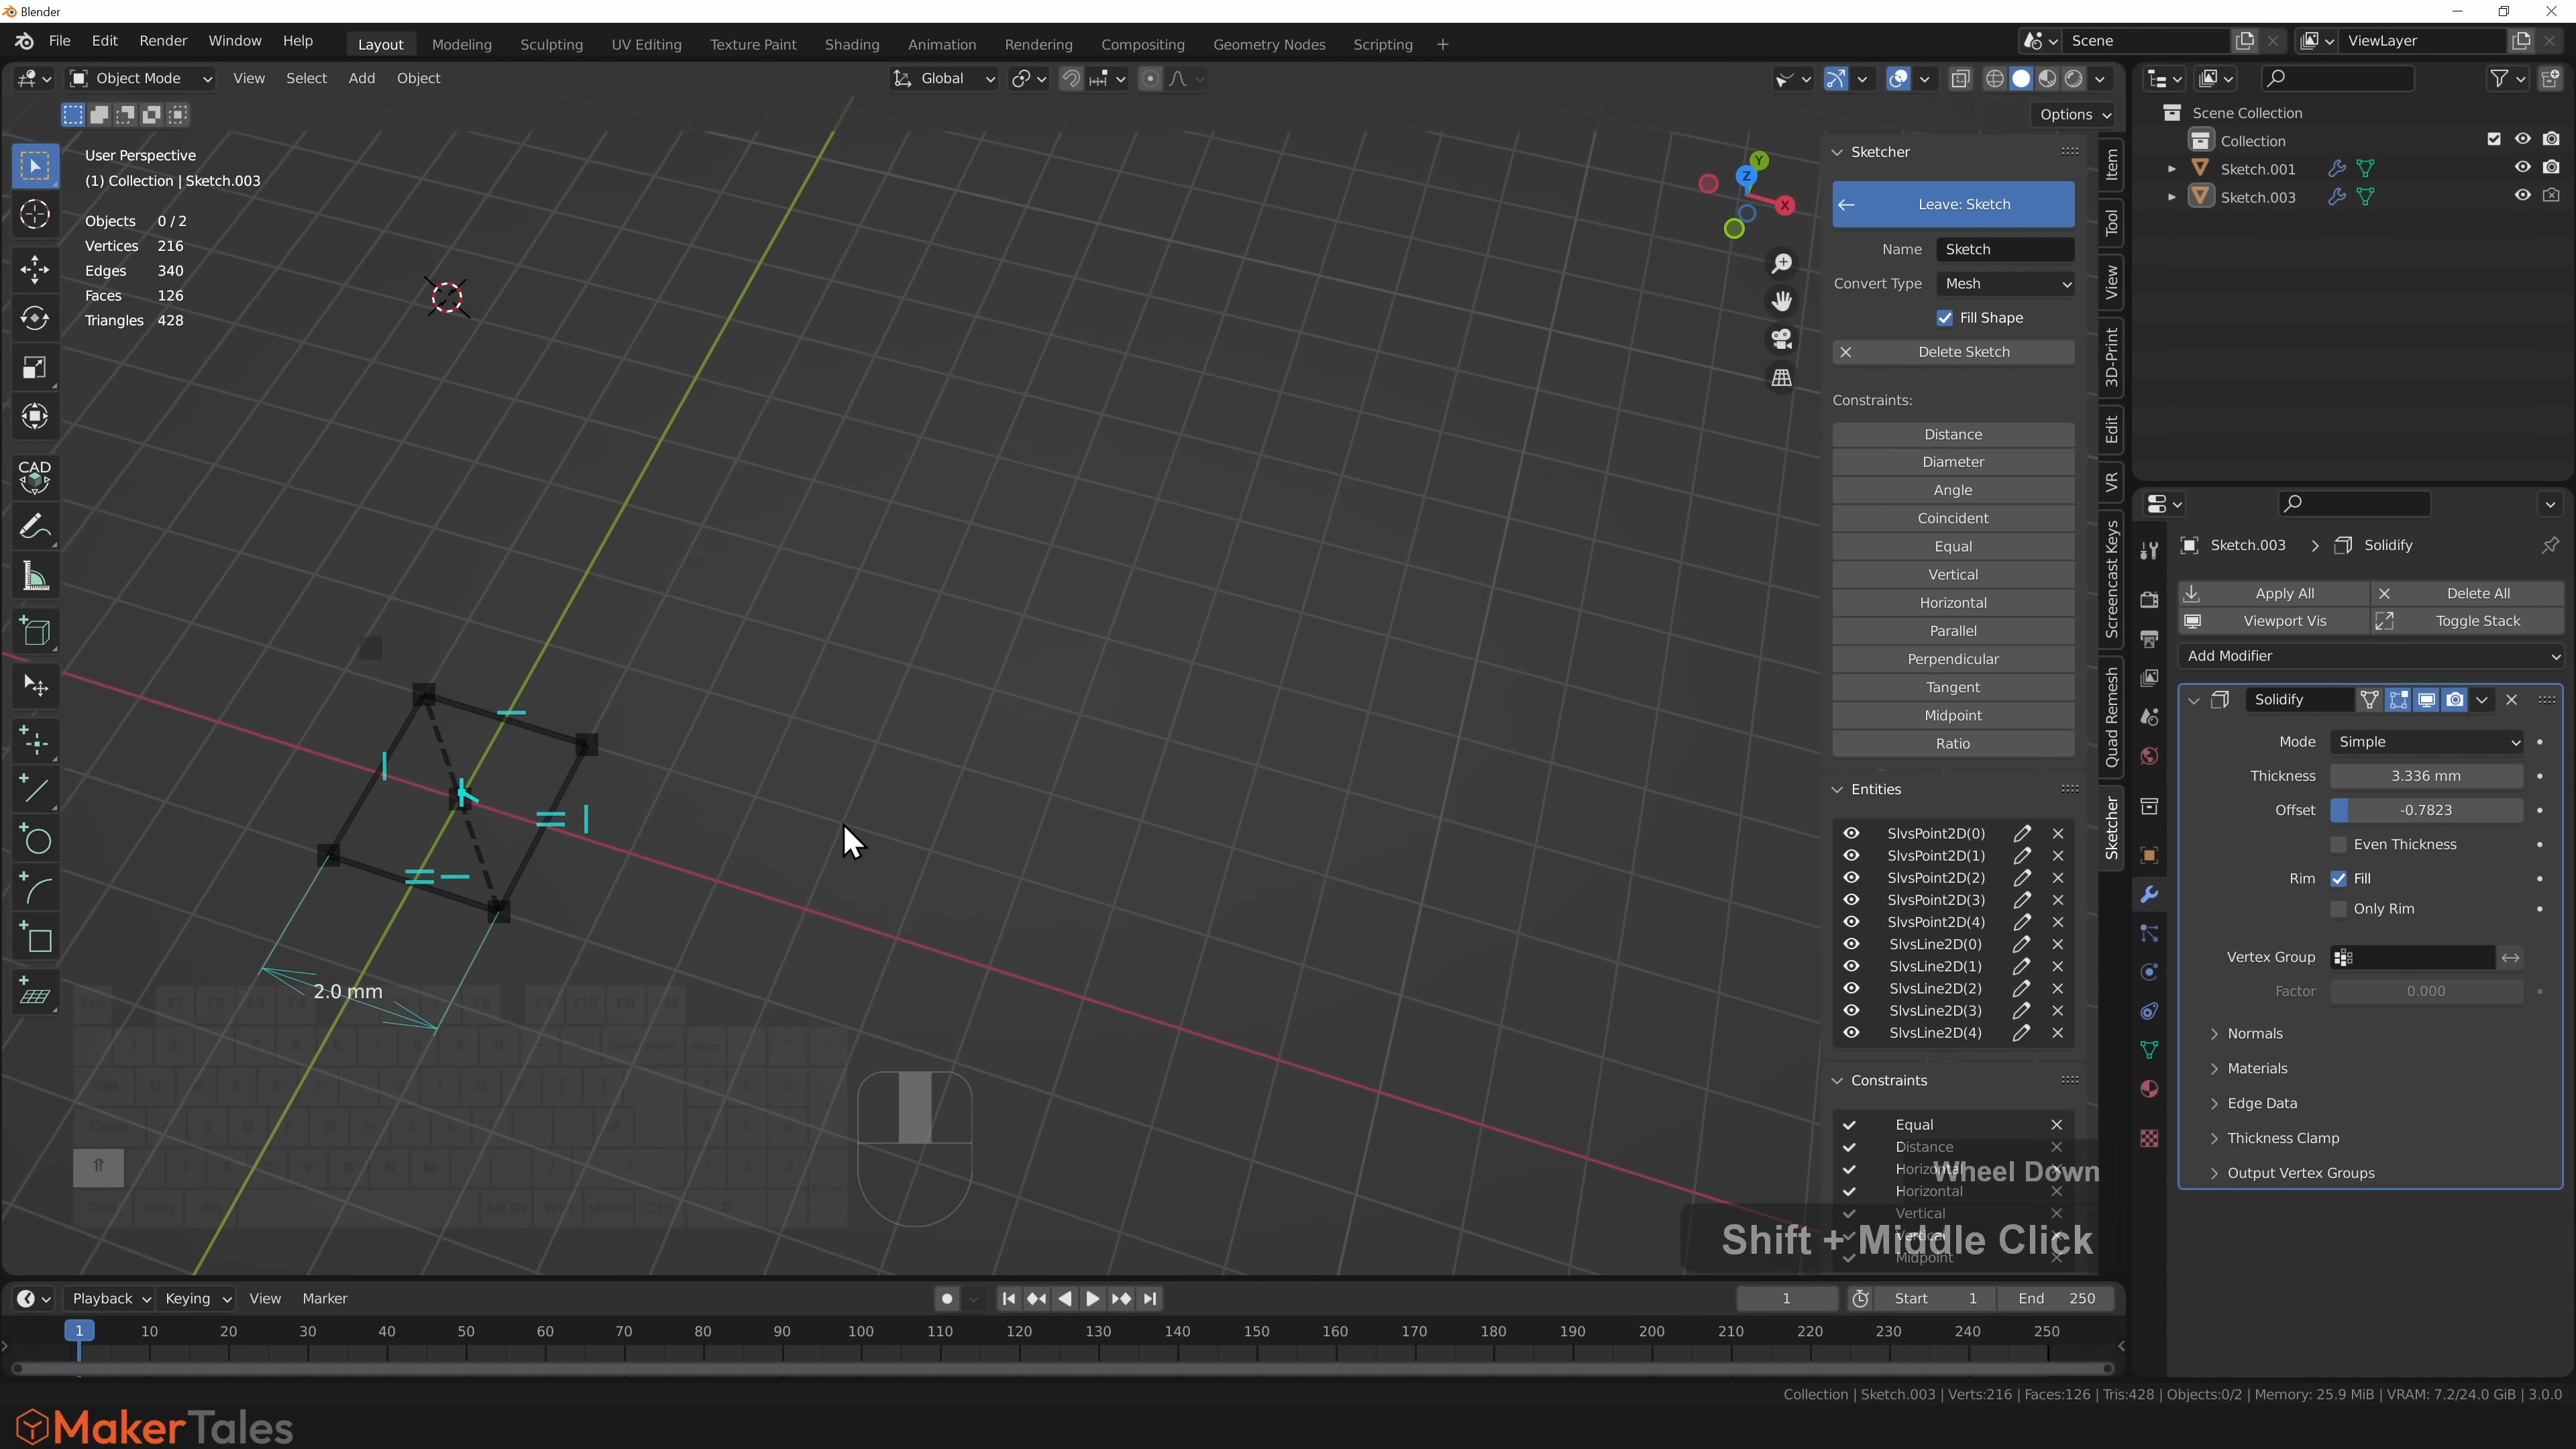 Blender
File Edit Render Window Help
Layout Modeling Sculpting UV Editing Texture Paint Shading Animation Rendering Compositing Geometry Nodes Scripting +
Scene
ViewLayer
Object Mode View Select Add Object
Global
Options
User Perspective
(1) Collection | Sketch.003
Objects 0 / 2
Vertices 216
Edges 340
Faces 126
Triangles 428
CAD
2.0 mm
Y
Z
X
Sketcher
Leave: Sketch
Name Sketch
Convert Type Mesh
Fill Shape
Delete Sketch
Constraints:
Distance
Diameter
Angle
Coincident
Equal
Vertical
Horizontal
Parallel
Perpendicular
Tangent
Midpoint
Ratio
Entities
SlvsPoint2D(0)
SlvsPoint2D(1)
SlvsPoint2D(2)
SlvsPoint2D(3)
SlvsPoint2D(4)
SlvsLine2D(0)
SlvsLine2D(1)
SlvsLine2D(2)
SlvsLine2D(3)
SlvsLine2D(4)
Constraints
Equal
Distance
Horizontal
Horizontal
Vertical
Vertical
Midpoint
Wheel Down
Shift + Middle Click
Item
Tool
View
3D-Print
Edit
VR
Screencast Keys
Quad Remesh
Sketcher
Scene Collection
Collection
Sketch.001
Sketch.003
Sketch.003 > Solidify
Apply All Delete All
Viewport Vis Toggle Stack
Add Modifier
Solidify
Mode Simple
Thickness 3.336 mm
Offset -0.7823
Even Thickness
Rim Fill
Only Rim
Vertex Group
Factor 0.000
Normals
Materials
Edge Data
Thickness Clamp
Output Vertex Groups
Playback Keying View Marker
1 Start 1 End 250
1 10 20 30 40 50 60 70 80 90 100 110 120 130 140 150 160 170 180 190 200 210 220 230 240 250
Collection | Sketch.003 | Verts:216 | Faces:126 | Tris:428 | Objects:0/2 | Memory: 25.9 MiB | VRAM: 7.2/24.0 GiB | 3.0.0
MakerTales